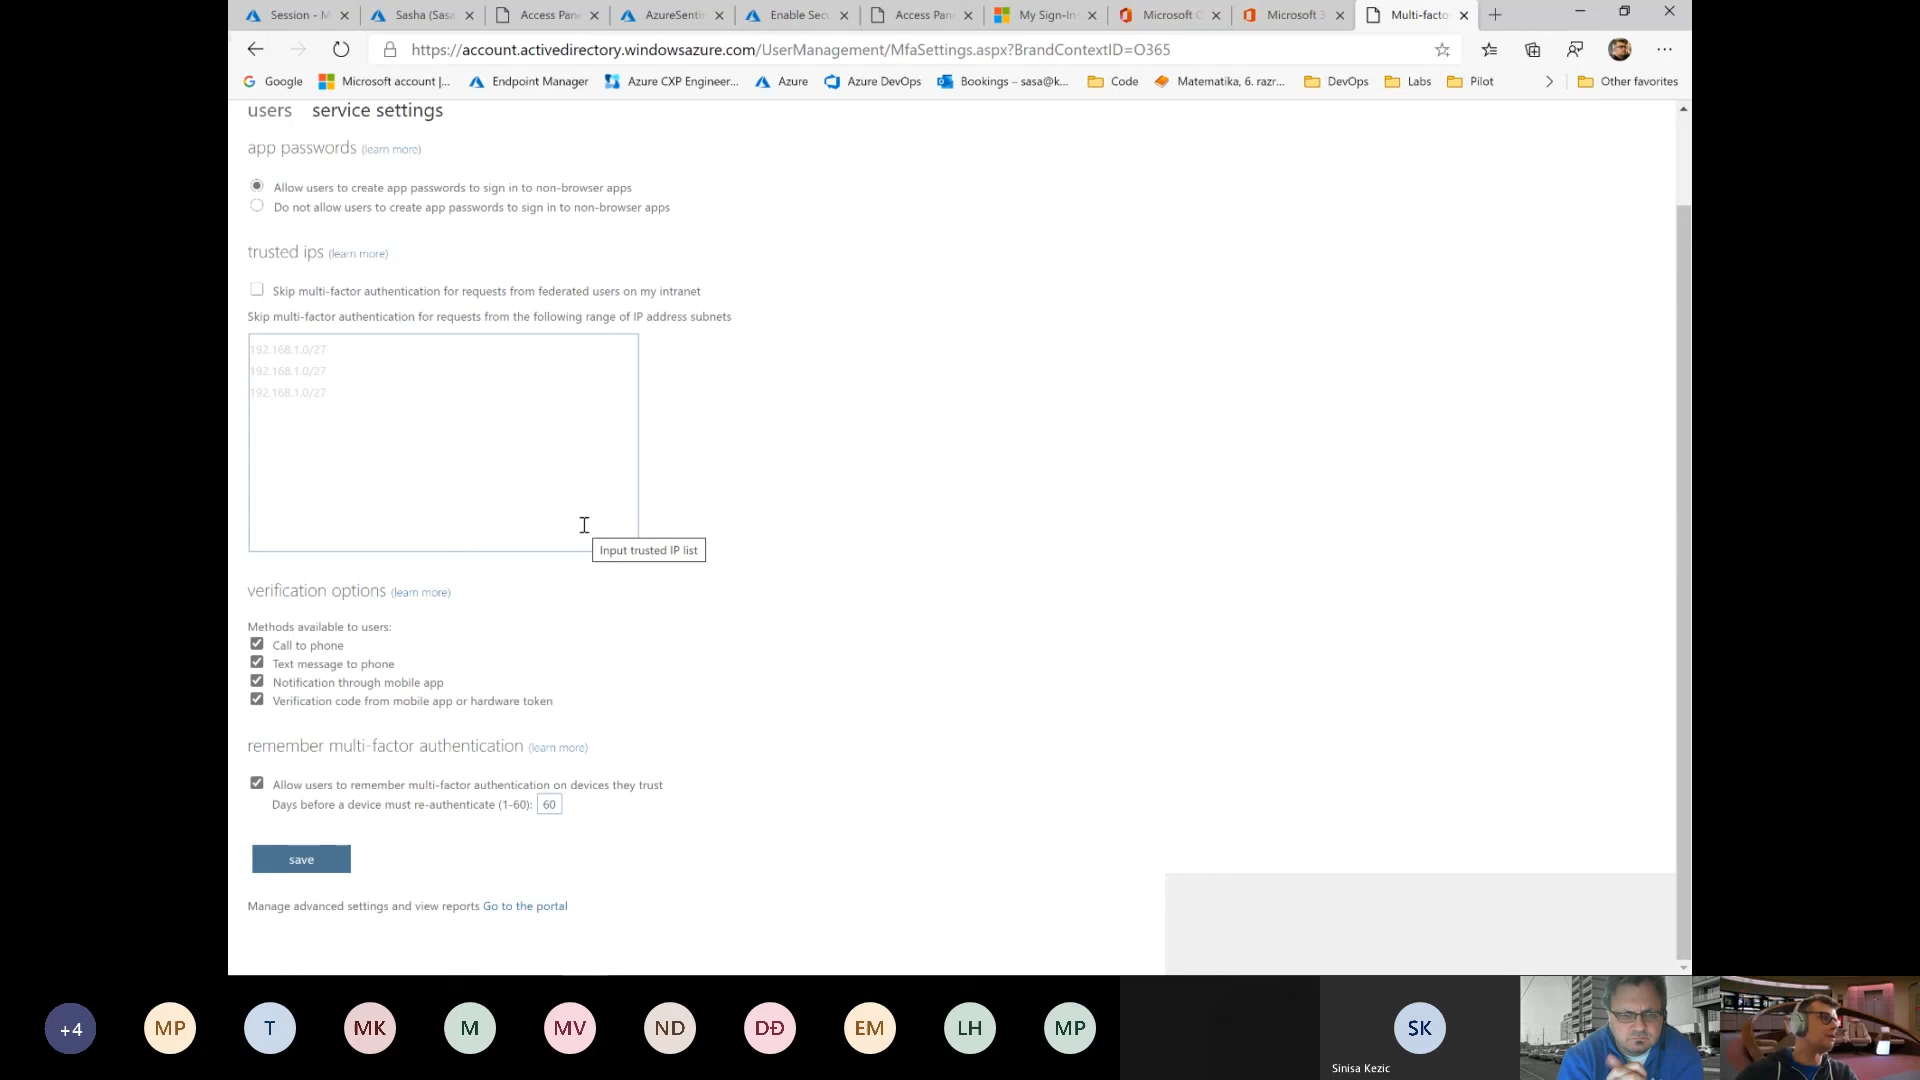 Session - M
Sasha (Sasa
Access Pan
AzureSenti
Enable Secu
Access Pan
My Sign-In
Microsoft C
Microsoft 3
Multi-facto
https://account.activedirectory.windowsazure.com/UserManagement/MfaSettings.aspx?BrandContextID=O365
Google
Microsoft account |...
Endpoint Manager
Azure CXP Engineer...
Azure
Azure DevOps
Bookings – sasa@k...
Code
Matematika, 6. razr...
DevOps
Labs
Pilot
Other favorites
users service settings
app passwords (learn more)
Allow users to create app passwords to sign in to non-browser apps
Do not allow users to create app passwords to sign in to non-browser apps
trusted ips (learn more)
Skip multi-factor authentication for requests from federated users on my intranet
Skip multi-factor authentication for requests from the following range of IP address subnets
192.168.1.0/27
192.168.1.0/27
192.168.1.0/27
Input trusted IP list
verification options (learn more)
Methods available to users:
Call to phone
Text message to phone
Notification through mobile app
Verification code from mobile app or hardware token
remember multi-factor authentication (learn more)
Allow users to remember multi-factor authentication on devices they trust
Days before a device must re-authenticate (1-60): 60
save
Manage advanced settings and view reports Go to the portal
+4
MP
T
MK
M
MV
ND
DĐ
EM
LH
MP
SK
Sinisa Kezic